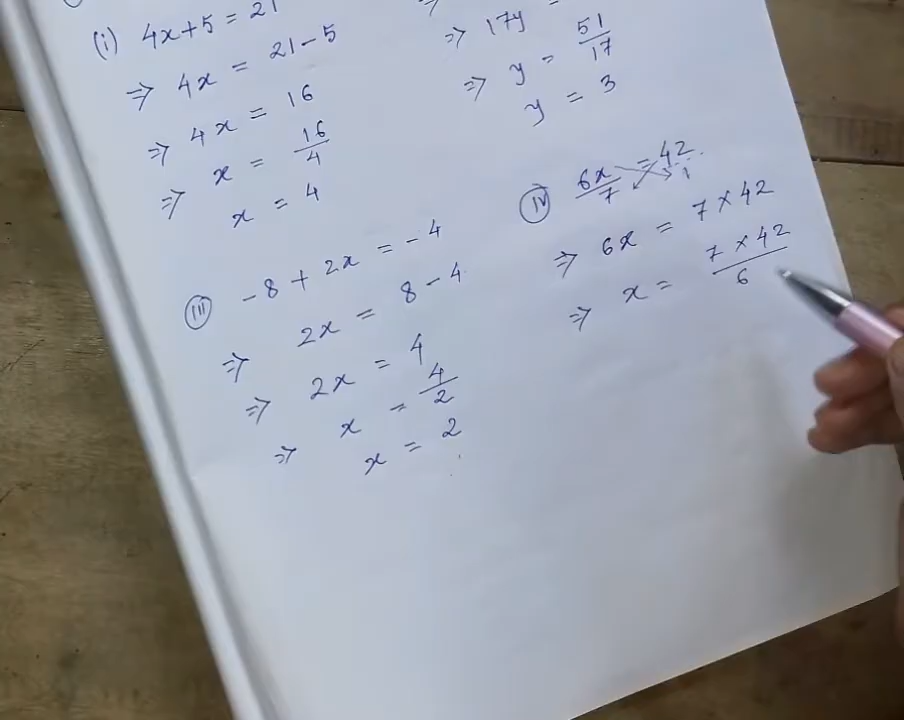 (i) 4x+5 = 21
⇒ 4x = 21-5
⇒ 4x = 16
⇒ x = 16/4
x = 4
⇒ 17y =
⇒ y = 51/17
y = 3
(iii) -8 + 2x = -4
⇒ 2x = 8-4
⇒ 2x = 4
⇒ x = 4/2
x = 2
(iv) 6x/7 = 42/1
⇒ 6x = 7×42
⇒ x = 7×42/6